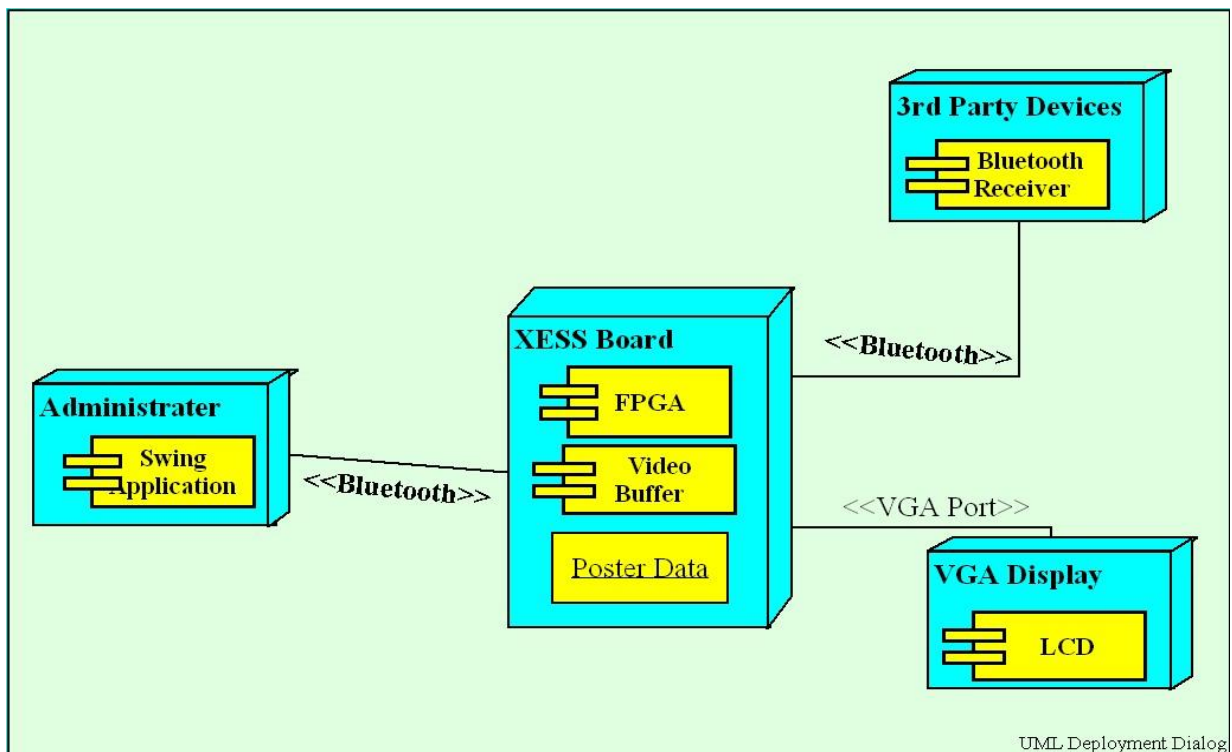 3rd Party Devices
Bluetooth
Receiver
XESS Board
<<Bluetooth>>
FPGA
Administrater
Swing
Application
<<Bluetooth>>
Video
Buffer
<<VGA Port>>
Poster Data
VGA Display
LCD
UML Deployment Dialog